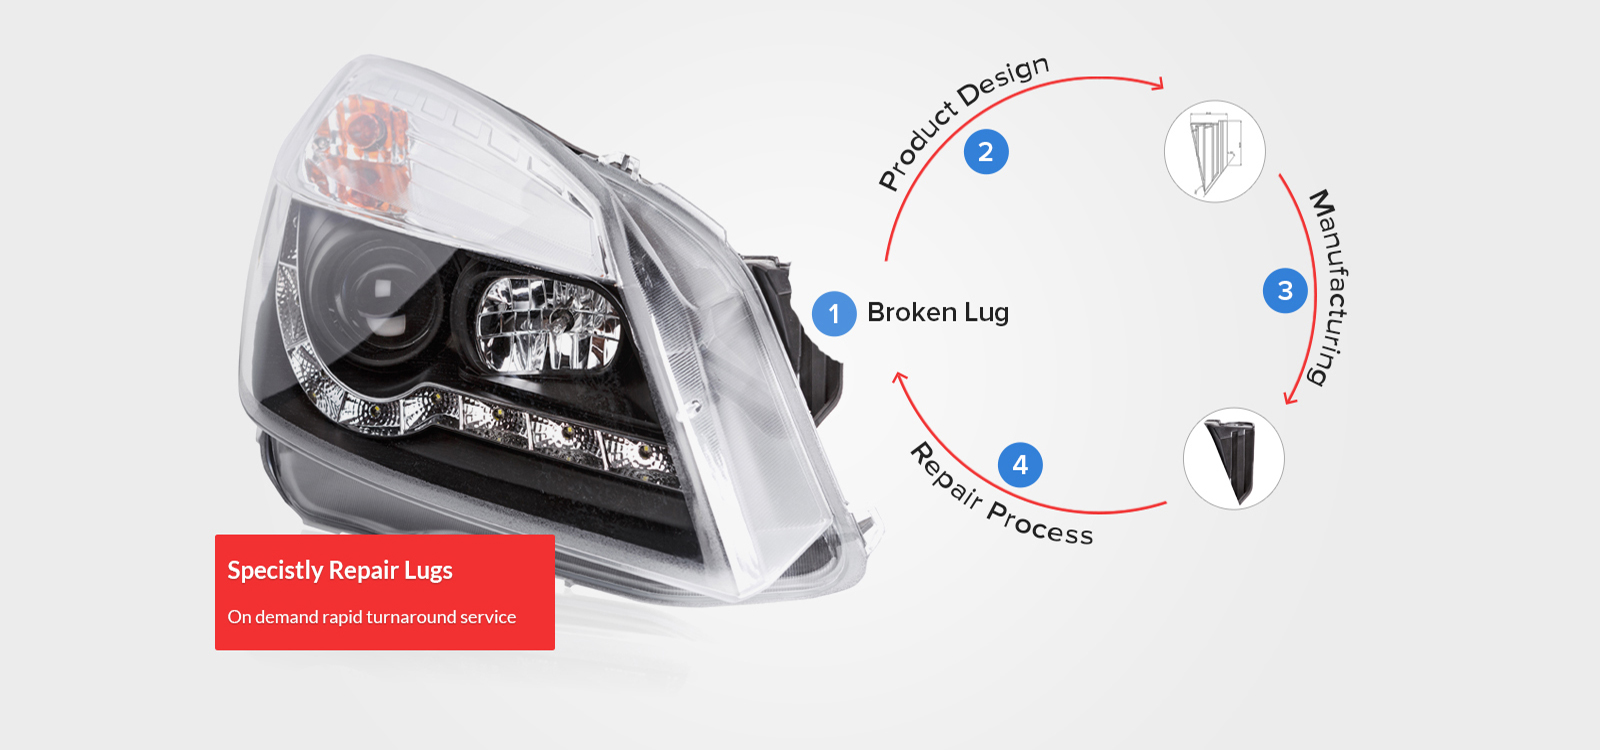 1 Broken Lug
Product Design
2
Manufacturing
3
Repair Process
4
Specistly Repair Lugs
On demand rapid turnaround service